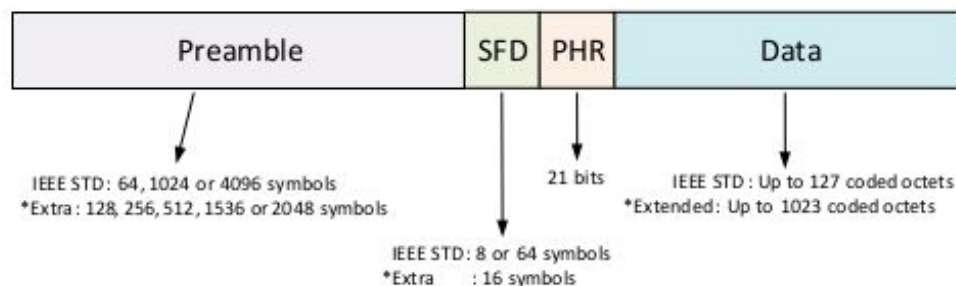 Preamble SFD PHR Data
IEEE STD: 64, 1024 or 4096 symbols
*Extra : 128, 256, 512, 1536 or 2048 symbols
21 bits
IEEE STD : Up to 127 coded octets
*Extended: Up to 1023 coded octets
IEEE STD : 8 or 64 symbols
*Extra : 16 symbols